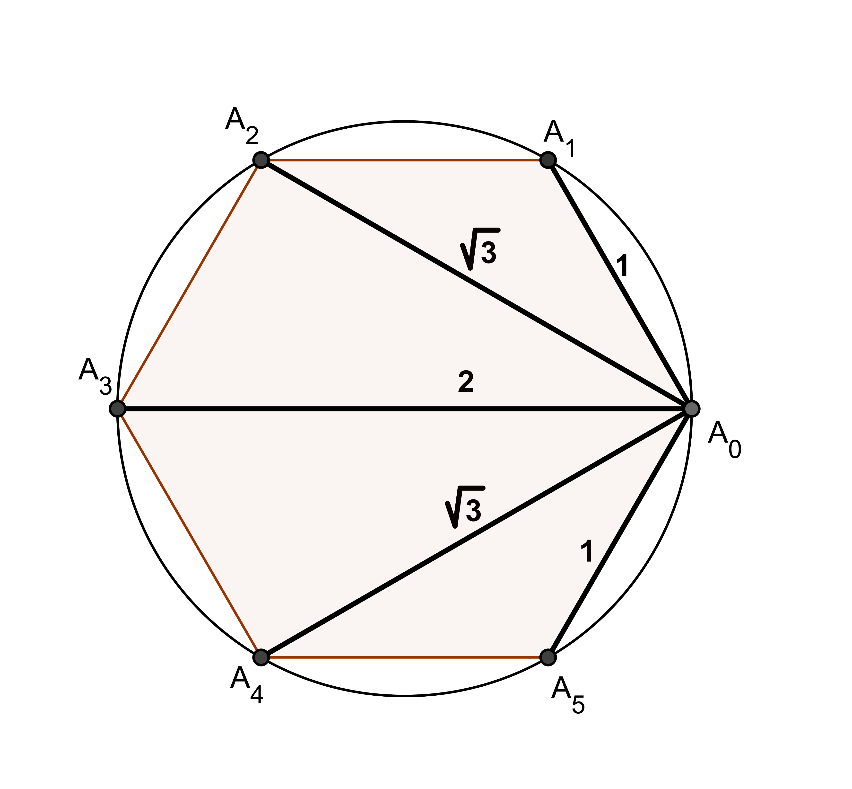 A₂
A₁
√3
1
A₃
2
A₀
√3
1
A₄
A₅